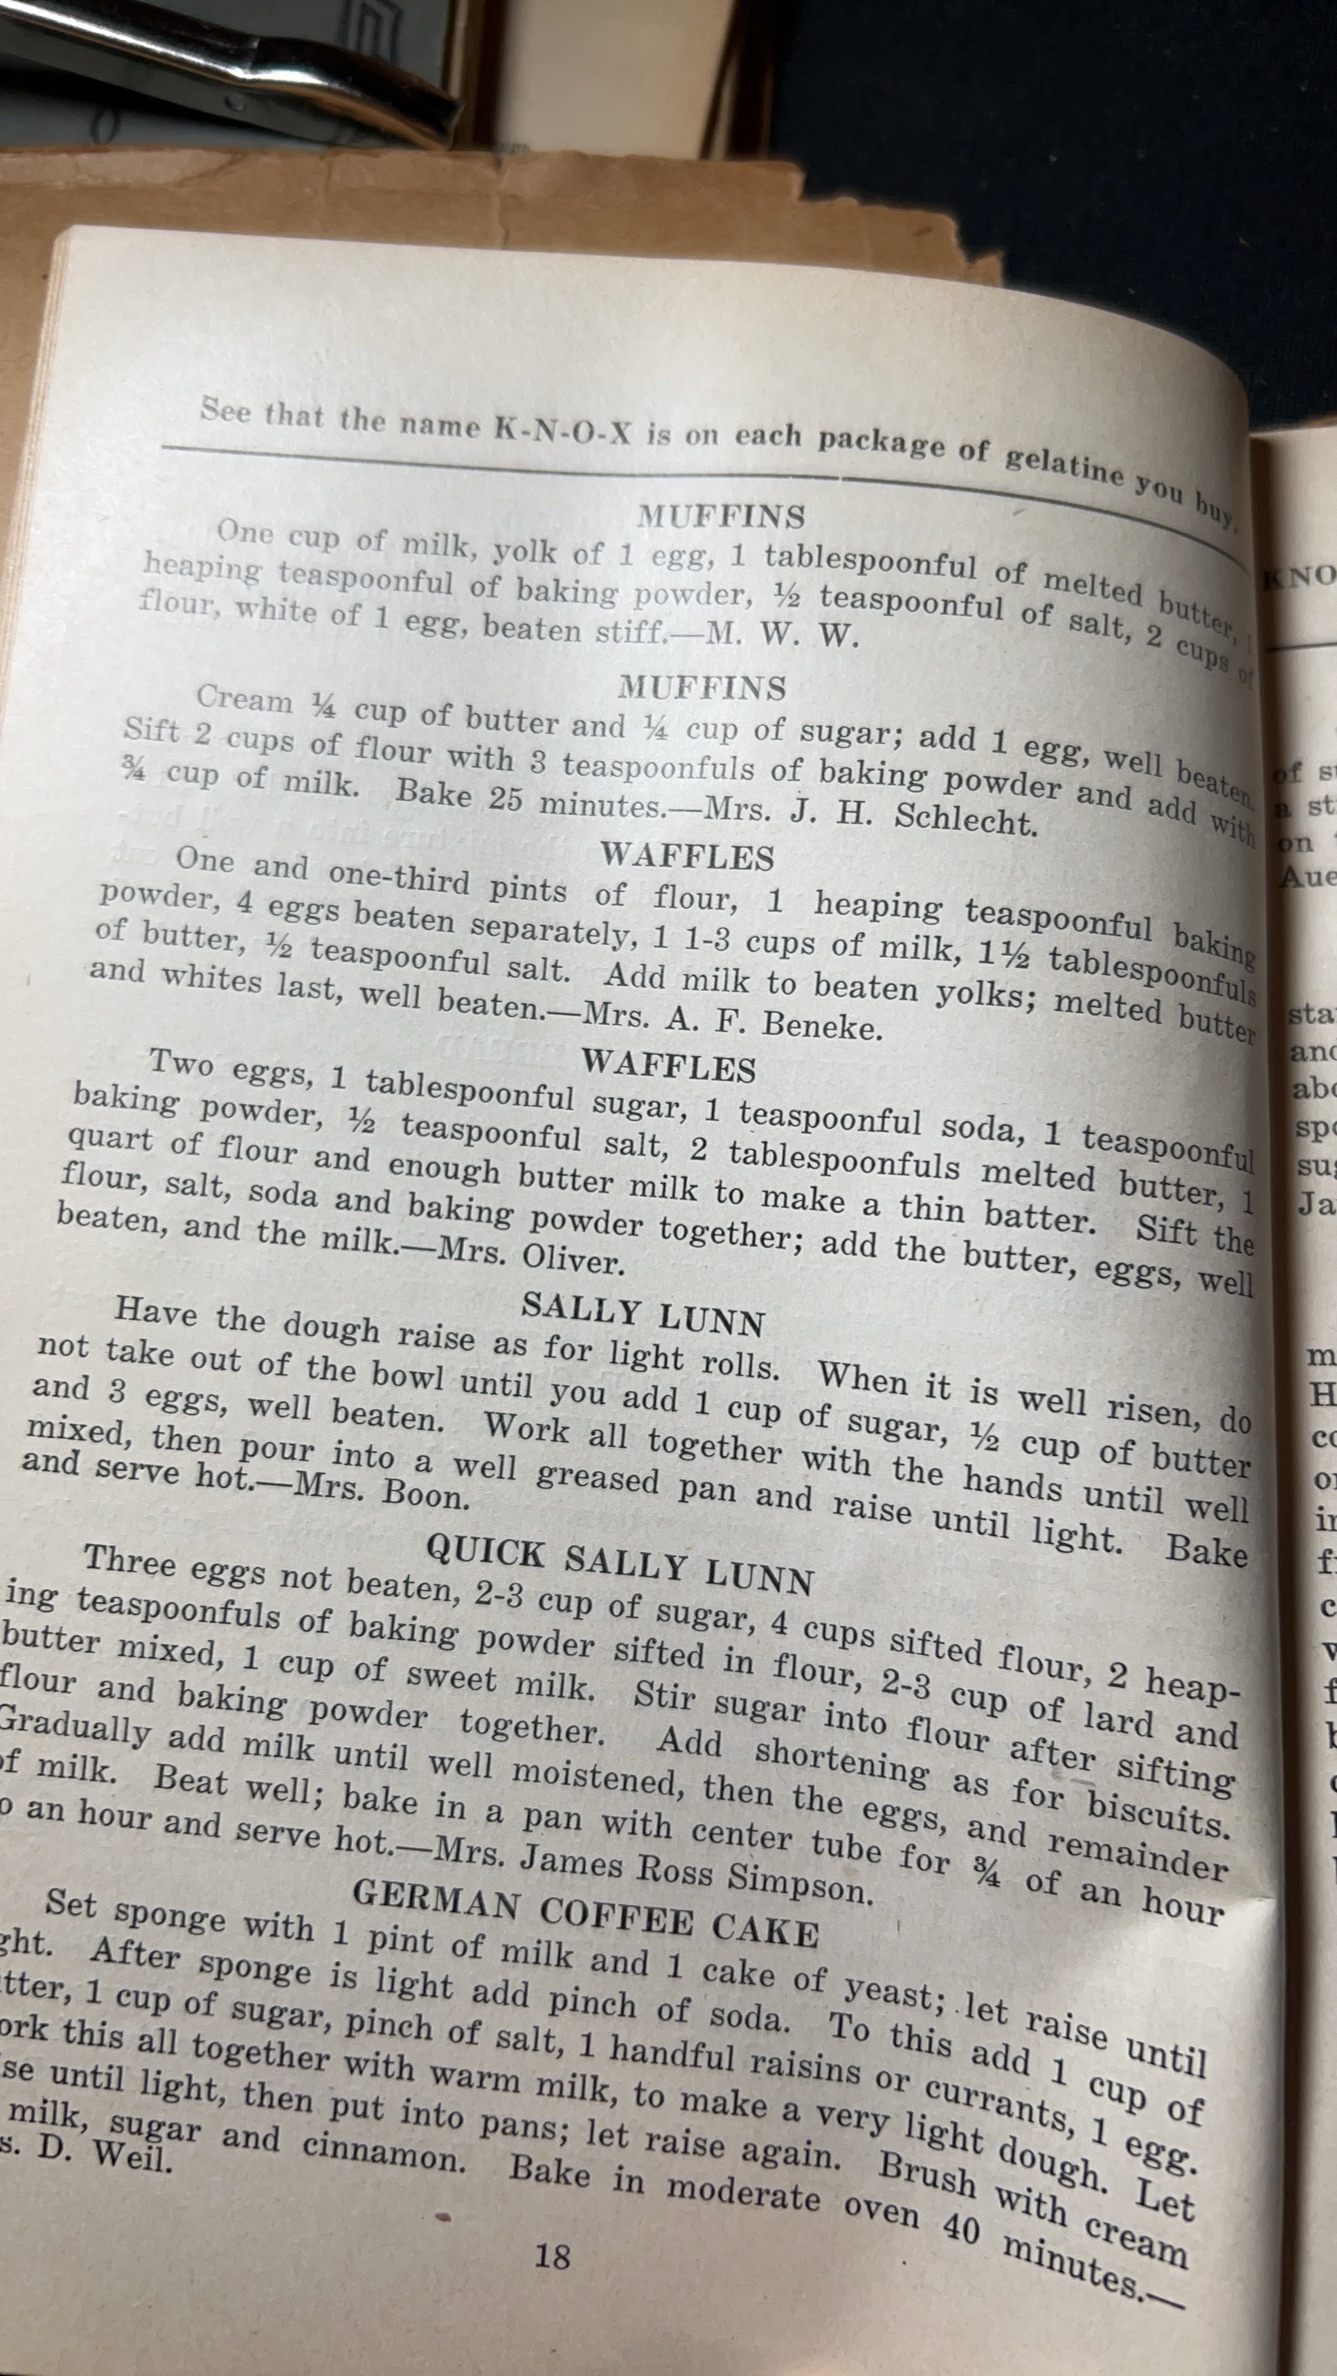 See that the name K-N-O-X is on each package of gelatine you buy.
MUFFINS
One cup of milk, yolk of 1 egg, 1 tablespoonful of melted butter, 1
heaping teaspoonful of baking powder, ½ teaspoonful of salt, 2 cups of
flour, white of 1 egg, beaten stiff.—M. W. W.
MUFFINS
Cream ¼ cup of butter and ¼ cup of sugar; add 1 egg, well beaten.
Sift 2 cups of flour with 3 teaspoonfuls of baking powder and add with
¾ cup of milk. Bake 25 minutes.—Mrs. J. H. Schlecht.
WAFFLES
One and one-third pints of flour, 1 heaping teaspoonful baking
powder, 4 eggs beaten separately, 1 1-3 cups of milk, 1½ tablespoonfuls
of butter, ½ teaspoonful salt. Add milk to beaten yolks; melted butter
and whites last, well beaten.—Mrs. A. F. Beneke.
WAFFLES
Two eggs, 1 tablespoonful sugar, 1 teaspoonful soda, 1 teaspoonful
baking powder, ½ teaspoonful salt, 2 tablespoonfuls melted butter, 1
quart of flour and enough butter milk to make a thin batter. Sift the
flour, salt, soda and baking powder together; add the butter, eggs, well
beaten, and the milk.—Mrs. Oliver.
SALLY LUNN
Have the dough raise as for light rolls. When it is well risen, do
not take out of the bowl until you add 1 cup of sugar, ½ cup of butter
and 3 eggs, well beaten. Work all together with the hands until well
mixed, then pour into a well greased pan and raise until light. Bake
and serve hot.—Mrs. Boon.
QUICK SALLY LUNN
Three eggs not beaten, 2-3 cup of sugar, 4 cups sifted flour, 2 heap-
ing teaspoonfuls of baking powder sifted in flour, 2-3 cup of lard and
butter mixed, 1 cup of sweet milk. Stir sugar into flour after sifting
flour and baking powder together. Add shortening as for biscuits.
Gradually add milk until well moistened, then the eggs, and remainder
of milk. Beat well; bake in a pan with center tube for ¾ of an hour
o an hour and serve hot.—Mrs. James Ross Simpson.
GERMAN COFFEE CAKE
Set sponge with 1 pint of milk and 1 cake of yeast; let raise until
ght. After sponge is light add pinch of soda. To this add 1 cup of
tter, 1 cup of sugar, pinch of salt, 1 handful raisins or currants, 1 egg.
ork this all together with warm milk, to make a very light dough. Let
se until light, then put into pans; let raise again. Brush with cream
milk, sugar and cinnamon. Bake in moderate oven 40 minutes.—
s. D. Weil.
18
KNO
of s
a st
on
Aue
sta
and
abo
spo
sug
Ja
m
H
co